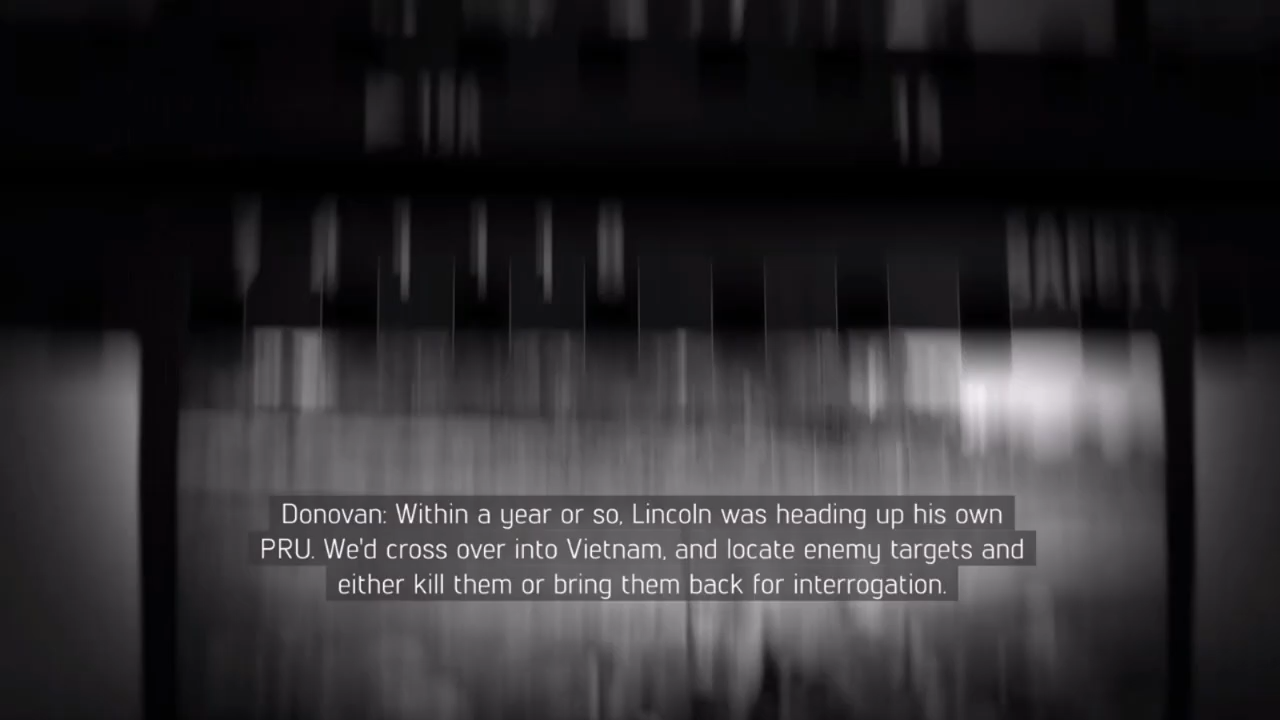 Donovan: Within a year or so, Lincoln was heading up his own
PRU. We'd cross over into Vietnam, and locate enemy targets and
either kill them or bring them back for interrogation.